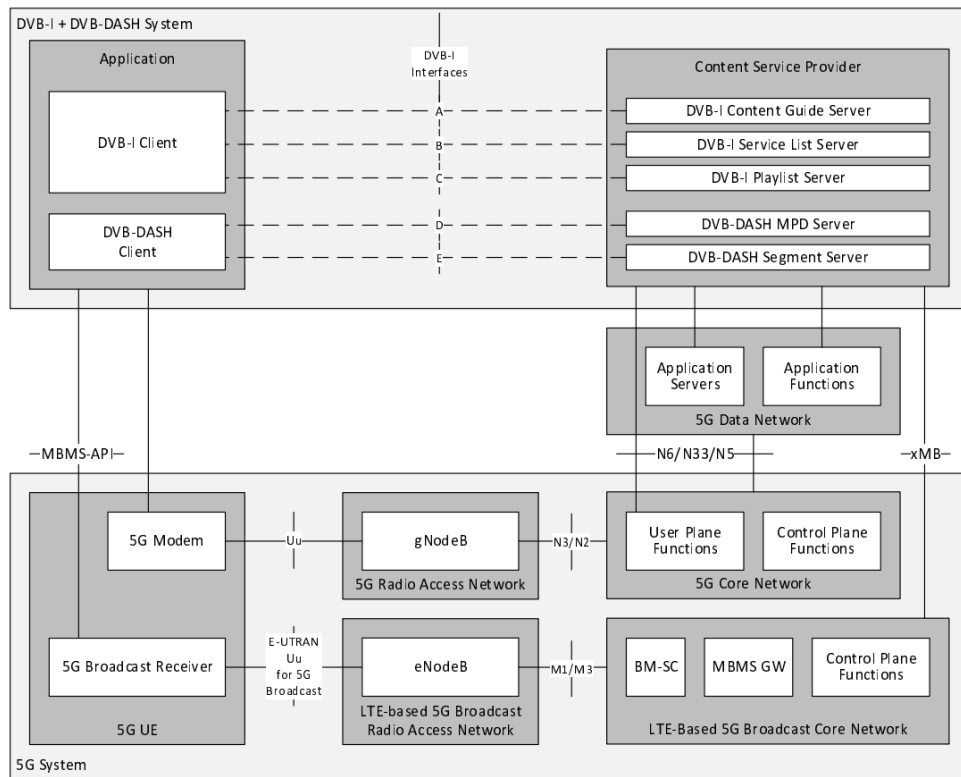 DVB-I + DVB-DASH System
Application
DVB-I Client
DVB-DASH
Client
DVB-I
Interfaces
A
B
C
D
E
Content Service Provider
DVB-I Content Guide Server
DVB-I Service List Server
DVB-I Playlist Server
DVB-DASH MPD Server
DVB-DASH Segment Server
Application
Servers
Application
Functions
5G Data Network
MBMS-API
N6/N33/N5
xMB
5G Modem
Uu
gNodeB
5G Radio Access Network
N3/N2
User Plane
Functions
Control Plane
Functions
5G Core Network
5G Broadcast Receiver
5G UE
E-UTRAN
Uu
for 5G
Broadcast
eNodeB
LTE-based 5G Broadcast
Radio Access Network
M1/M3
BM-SC
MBMS GW
Control Plane
Functions
LTE-Based 5G Broadcast Core Network
5G System